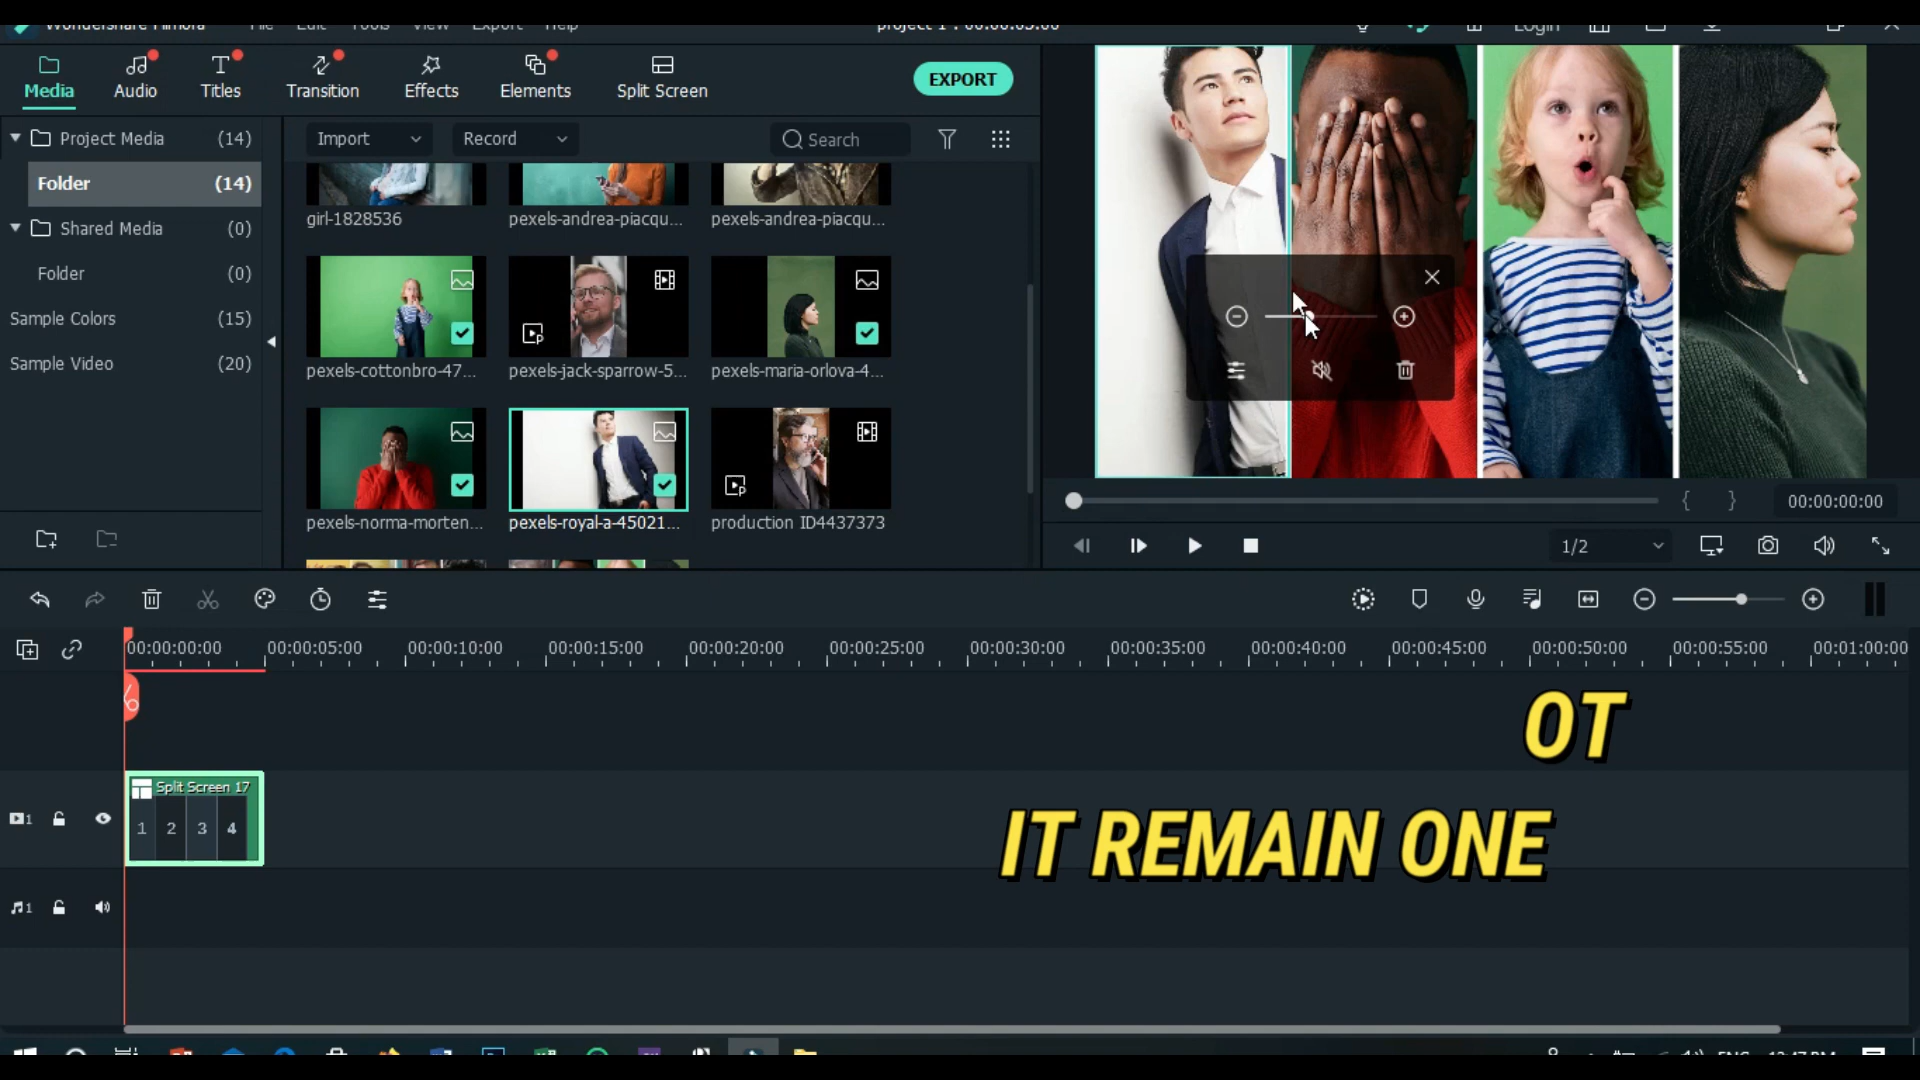 Wondershare Filmora File Edit Tools View Export Help project 1 : 00:00:05:00 Login
Media Audio Titles Transition Effects Elements Split Screen EXPORT
Project Media (14)
Folder (14)
Shared Media (0)
Folder (0)
Sample Colors (15)
Sample Video (20)
Import Record Search
girl-1828536 pexels-andrea-piacqu... pexels-andrea-piacqu...
pexels-cottonbro-47... pexels-jack-sparrow-5... pexels-maria-orlova-4...
pexels-norma-morten... pexels-royal-a-45021... production ID4437373
00:00:00:00
1/2
00:00:00:00 00:00:05:00 00:00:10:00 00:00:15:00 00:00:20:00 00:00:25:00 00:00:30:00 00:00:35:00 00:00:40:00 00:00:45:00 00:00:50:00 00:00:55:00 00:01:00:00
OT
IT REMAIN ONE
Split Screen 17
1 2 3 4
1
1
ENG 12:47 PM